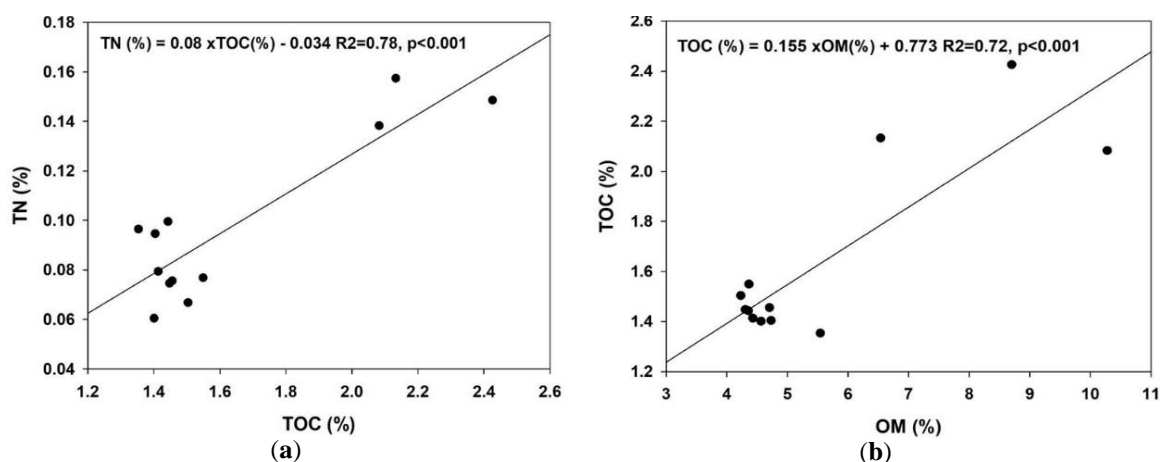 TN (%) = 0.08 xTOC(%) - 0.034 R2=0.78, p<0.001
0.18
0.16
0.14
0.12
0.10
0.08
0.06
0.04
TN (%)
1.2 1.4 1.6 1.8 2.0 2.2 2.4 2.6
TOC (%)
(a)
TOC (%) = 0.155 xOM(%) + 0.773 R2=0.72, p<0.001
2.6
2.4
2.2
2.0
1.8
1.6
1.4
1.2
TOC (%)
3 4 5 6 7 8 9 10 11
OM (%)
(b)